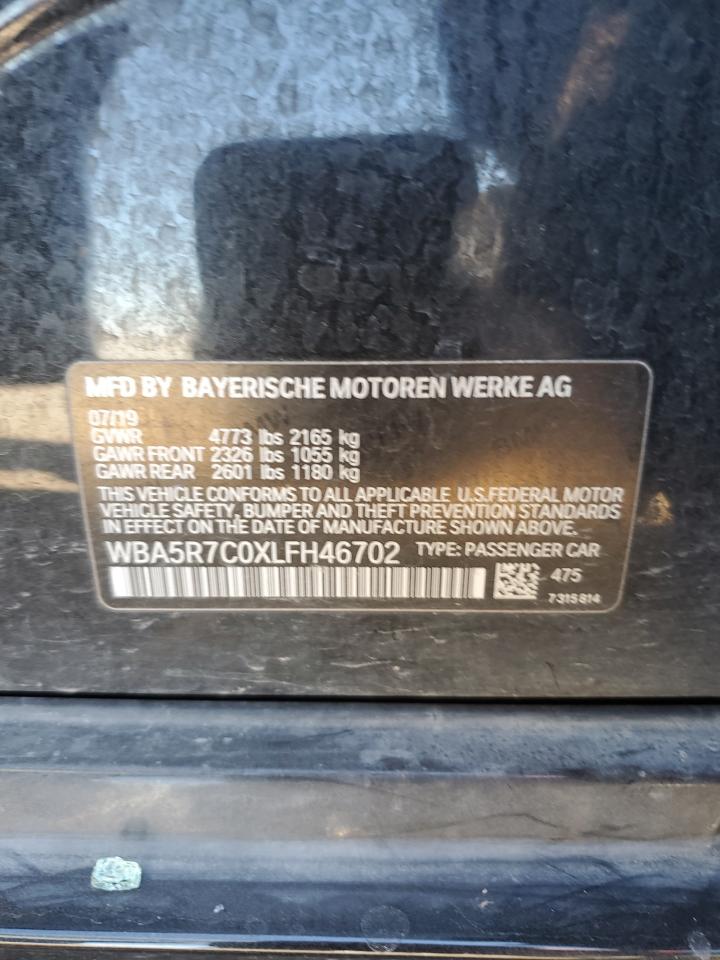 MFD BY BAYERISCHE MOTOREN WERKE AG
07/19
GVWR 4773 lbs 2165 kg
GAWR FRONT 2326 lbs 1055 kg
GAWR REAR 2601 lbs 1180 kg
THIS VEHICLE CONFORMS TO ALL APPLICABLE U.S.FEDERAL MOTOR
VEHICLE SAFETY, BUMPER AND THEFT PREVENTION STANDARDS
IN EFFECT ON THE DATE OF MANUFACTURE SHOWN ABOVE.
WBA5R7C0XLFH46702 TYPE: PASSENGER CAR
475
7315814